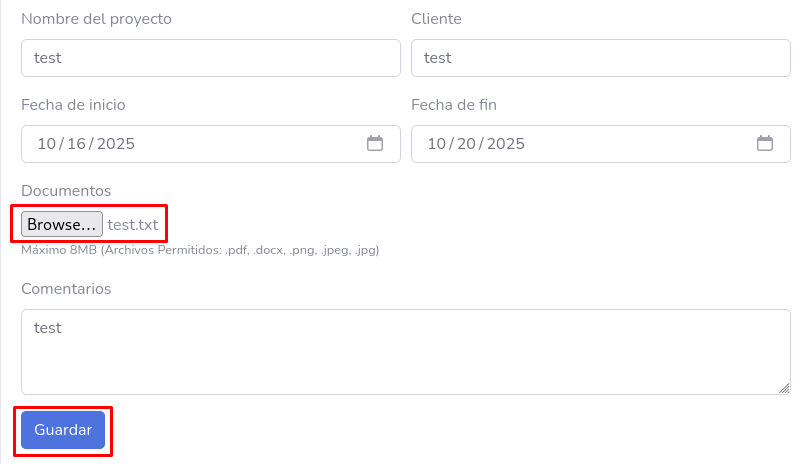 Nombre del proyecto Cliente
test test
Fecha de inicio Fecha de fin
10/16/2025 10/20/2025
Documentos
Browse... test.txt
Máximo 8MB (Archivos Permitidos: .pdf, .docx, .png, .jpeg, .jpg)
Comentarios
test
Guardar